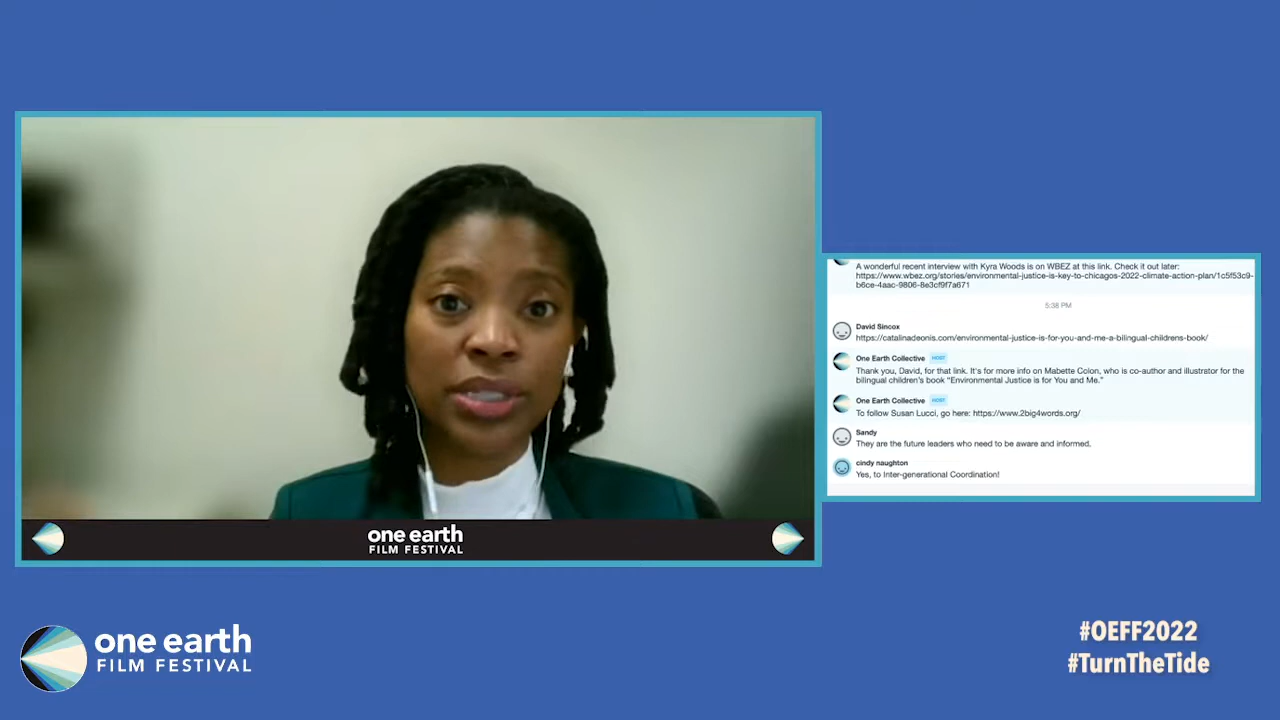 A wonderful recent interview with Kyra Woods is on WBEZ at this link. Check it out later:
https://www.wbez.org/stories/environmental-justice-is-key-to-chicagos-2022-climate-action-plan/1c5f53c9-
b6ce-4aac-9806-8e3cf9f7a671
5:38 PM
David Sincox
https://catalinadeonis.com/environmental-justice-is-for-you-and-me-a-bilingual-childrens-book/
One Earth Collective HOST
Thank you, David, for that link. It's for more info on Mabette Colon, who is co-author and illustrator for the
bilingual children's book "Environmental Justice is for You and Me."
One Earth Collective HOST
To follow Susan Lucci, go here: https://www.2big4words.org/
Sandy
They are the future leaders who need to be aware and informed.
cindy naughton
Yes, to Inter-generational Coordination!
one earth
FILM FESTIVAL
one earth
FILM FESTIVAL
#OEFF2022
#TurnTheTide